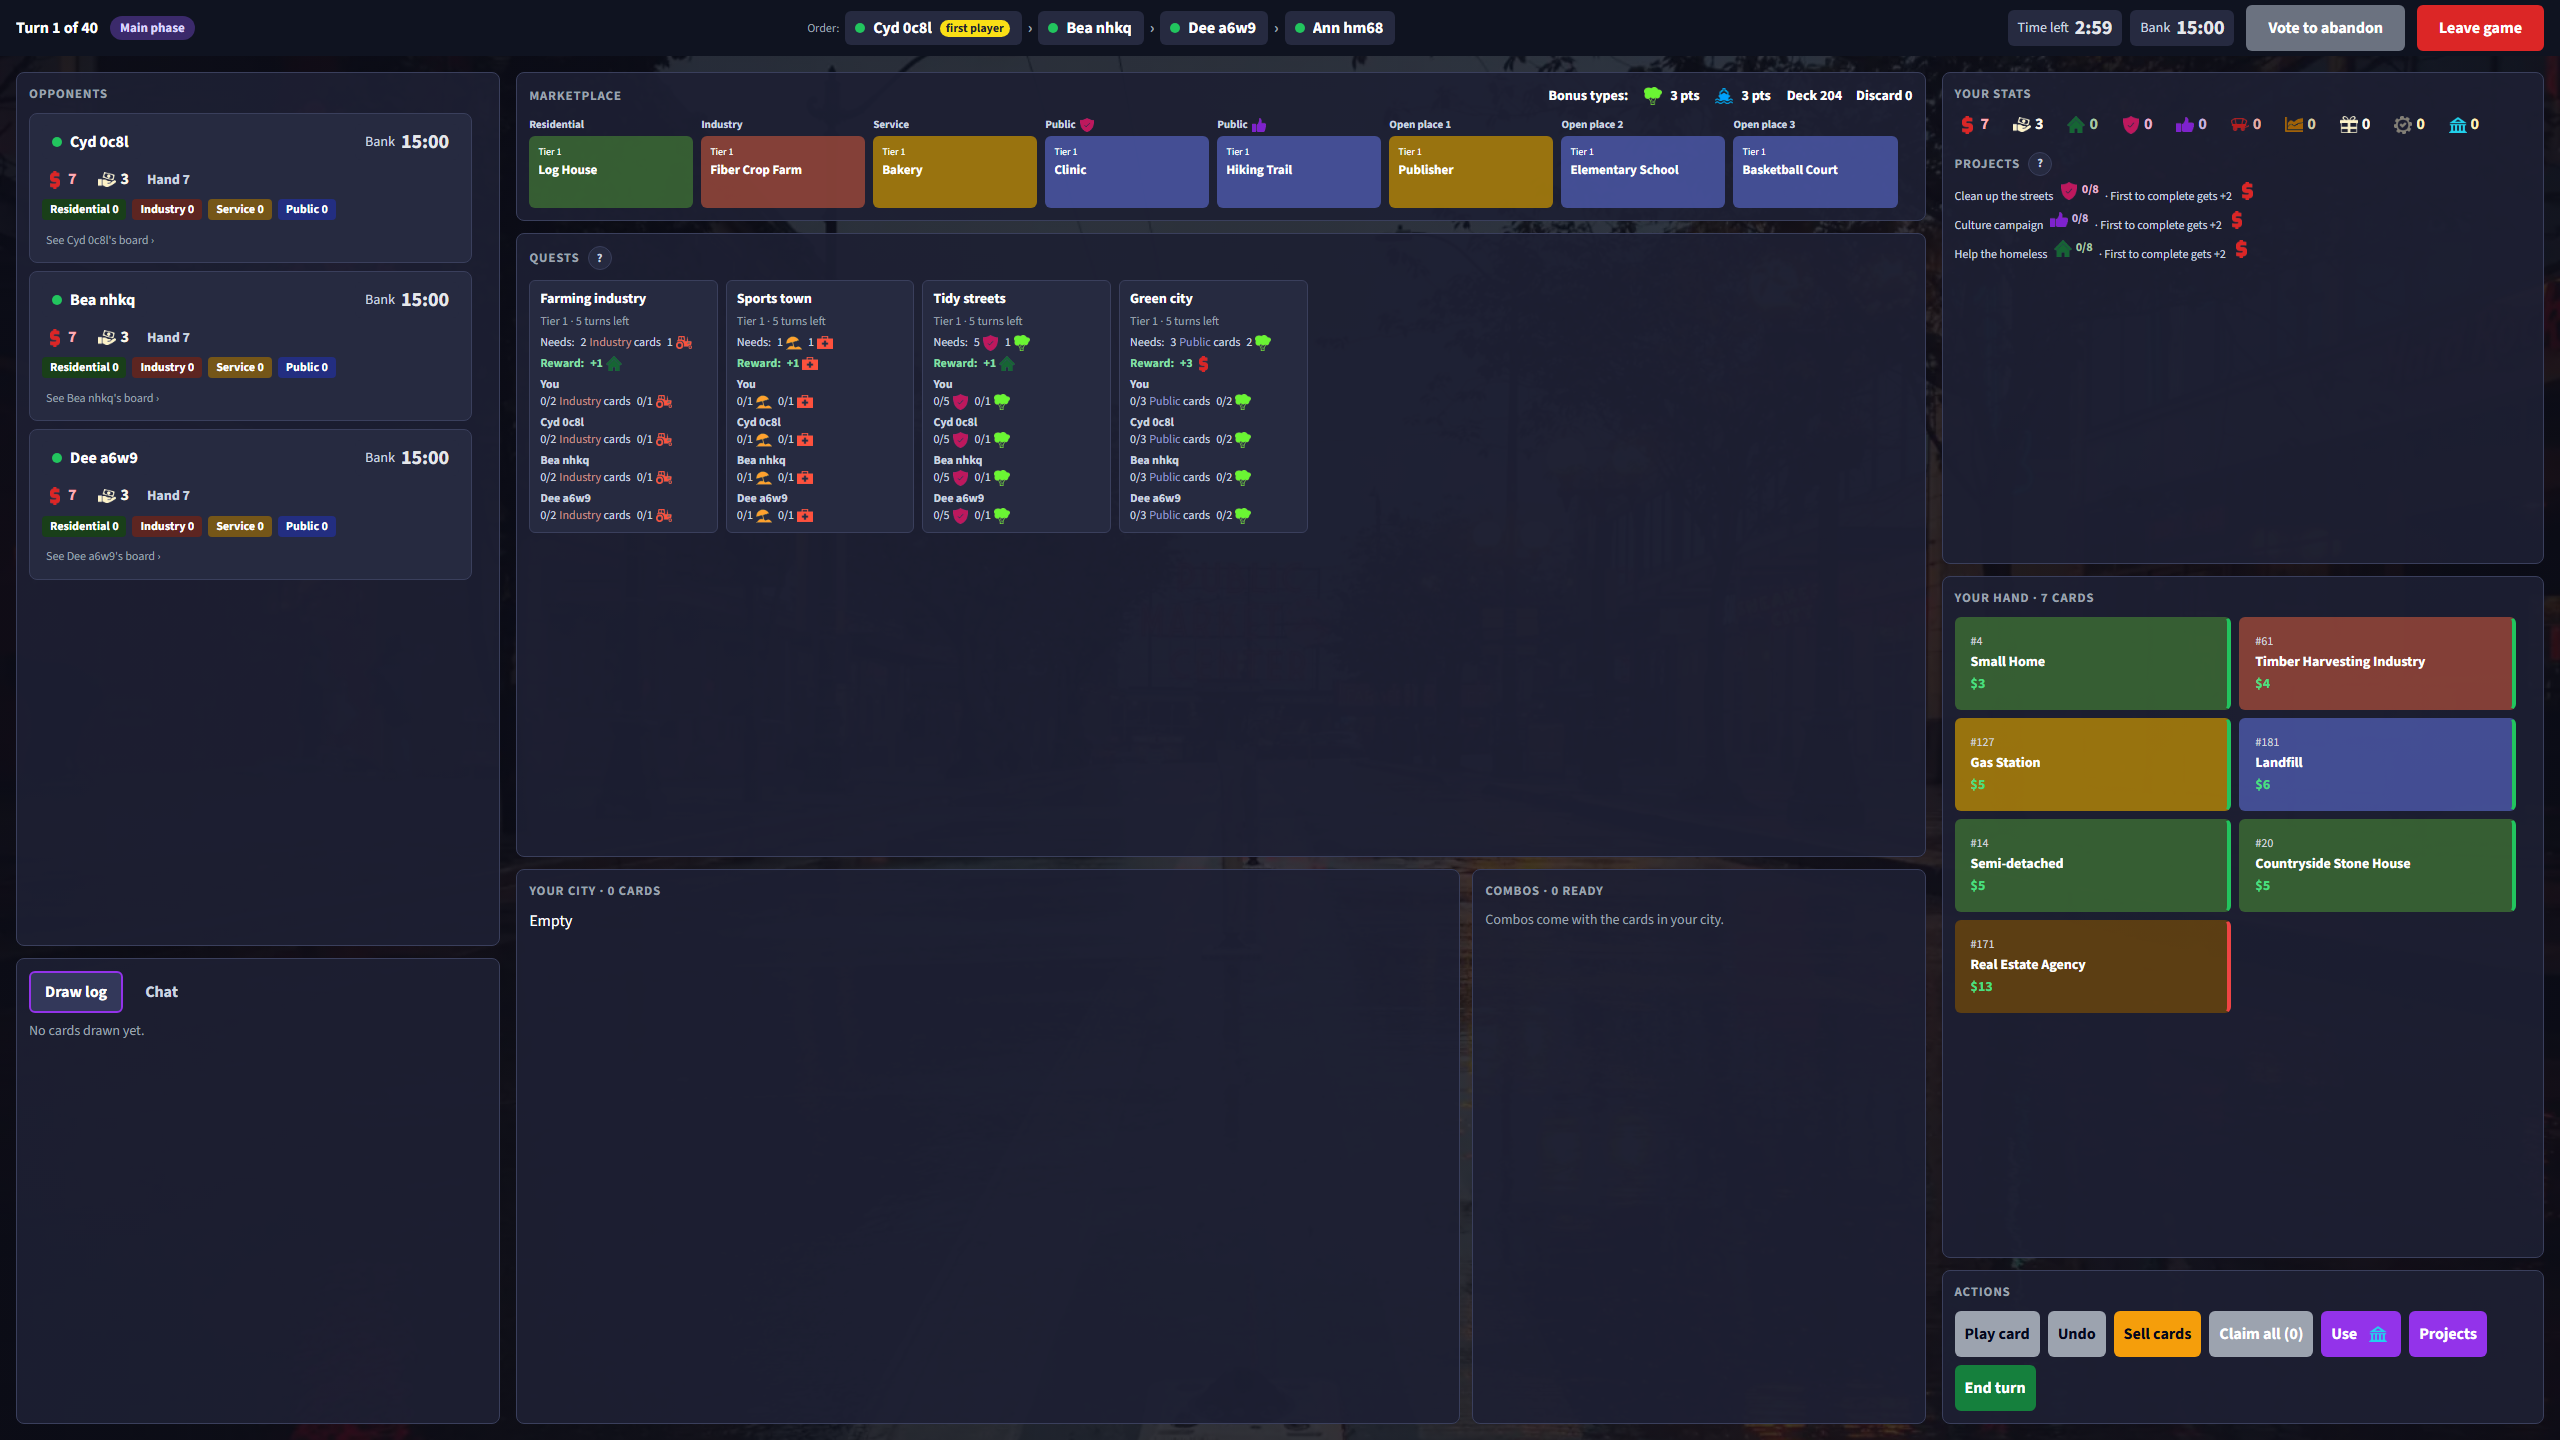 Turn 1 of 40 Main phase
Order: Cyd 0c8l first player › Bea nhkq › Dee a6w9 › Ann hm68
Time left 2:59 Bank 15:00 Vote to abandon Leave game
OPPONENTS
Cyd 0c8l Bank 15:00
7 3 Hand 7
Residential 0 Industry 0 Service 0 Public 0
See Cyd 0c8l's board ›
Bea nhkq Bank 15:00
7 3 Hand 7
Residential 0 Industry 0 Service 0 Public 0
See Bea nhkq's board ›
Dee a6w9 Bank 15:00
7 3 Hand 7
Residential 0 Industry 0 Service 0 Public 0
See Dee a6w9's board ›
Draw log Chat
No cards drawn yet.
MARKETPLACE Bonus types: 3 pts 3 pts Deck 204 Discard 0
Residential Industry Service Public Public Open place 1 Open place 2 Open place 3
Tier 1 Tier 1 Tier 1 Tier 1 Tier 1 Tier 1 Tier 1 Tier 1
Log House Fiber Crop Farm Bakery Clinic Hiking Trail Publisher Elementary School Basketball Court
QUESTS ?
Farming industry
Tier 1 · 5 turns left
Needs: 2 Industry cards 1
Reward: +1
You
0/2 Industry cards 0/1
Cyd 0c8l
0/2 Industry cards 0/1
Bea nhkq
0/2 Industry cards 0/1
Dee a6w9
0/2 Industry cards 0/1
Sports town
Tier 1 · 5 turns left
Needs: 1 1
Reward: +1
You
0/1 0/1
Cyd 0c8l
0/1 0/1
Bea nhkq
0/1 0/1
Dee a6w9
0/1 0/1
Tidy streets
Tier 1 · 5 turns left
Needs: 5 1
Reward: +1
You
0/5 0/1
Cyd 0c8l
0/5 0/1
Bea nhkq
0/5 0/1
Dee a6w9
0/5 0/1
Green city
Tier 1 · 5 turns left
Needs: 3 Public cards 2
Reward: +3
You
0/3 Public cards 0/2
Cyd 0c8l
0/3 Public cards 0/2
Bea nhkq
0/3 Public cards 0/2
Dee a6w9
0/3 Public cards 0/2
YOUR CITY · 0 CARDS
Empty
COMBOS · 0 READY
Combos come with the cards in your city.
YOUR STATS
7 3 0 0 0 0 0 0 0 0
PROJECTS ?
Clean up the streets 0/8 · First to complete gets +2
Culture campaign 0/8 · First to complete gets +2
Help the homeless 0/8 · First to complete gets +2
YOUR HAND · 7 CARDS
#4
Small Home
$3
#61
Timber Harvesting Industry
$4
#127
Gas Station
$5
#181
Landfill
$6
#14
Semi-detached
$5
#20
Countryside Stone House
$5
#171
Real Estate Agency
$13
ACTIONS
Play card Undo Sell cards Claim all (0) Use Projects
End turn